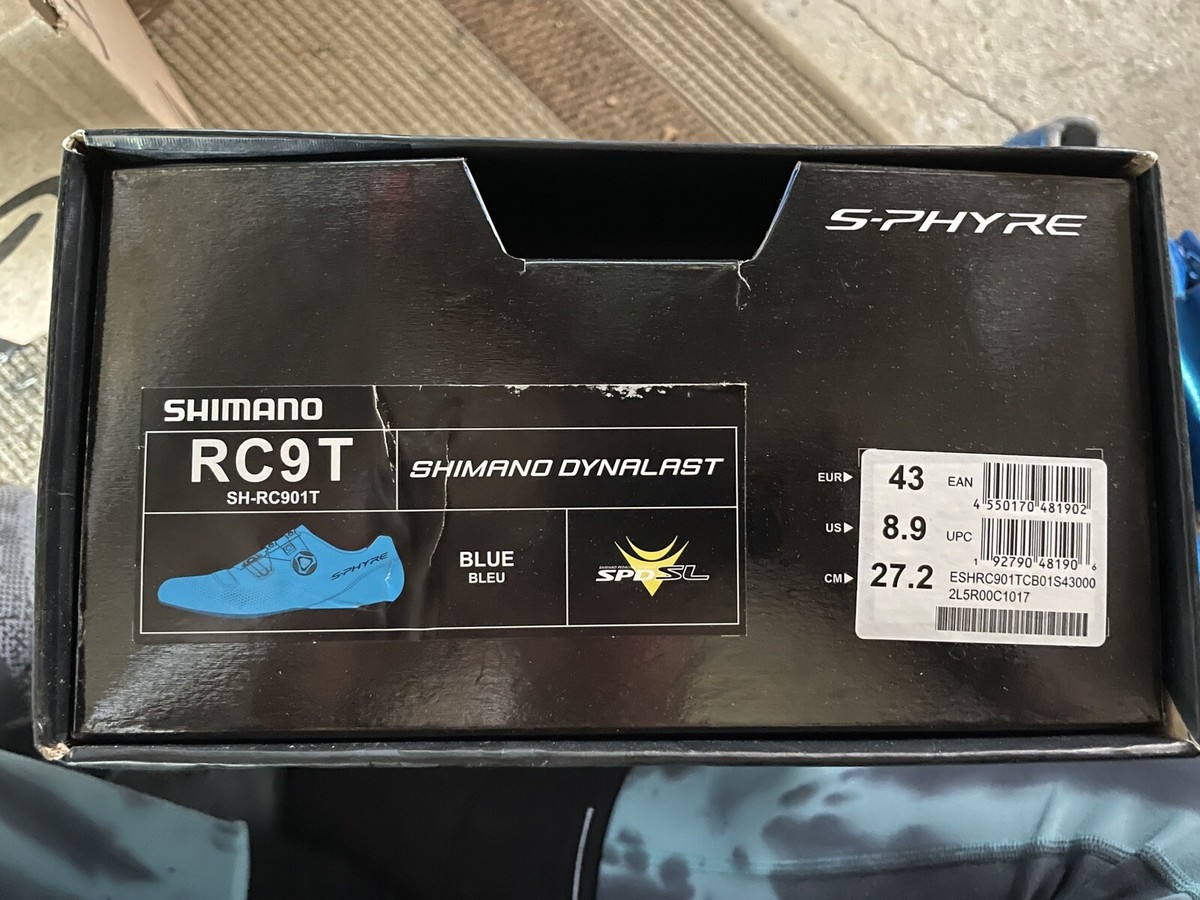 S-PHYRE
SHIMANO
RC9T
SH-RC901T
SHIMANO DYNALAST
S-PHYRE
BLUE
BLEU
SPD-SL
EUR 43 EAN
4 550170 481902
US 8.9 UPC
1 92790 48190 6
CM 27.2 ESHRC901TCB01S43000
2L5R00C1017